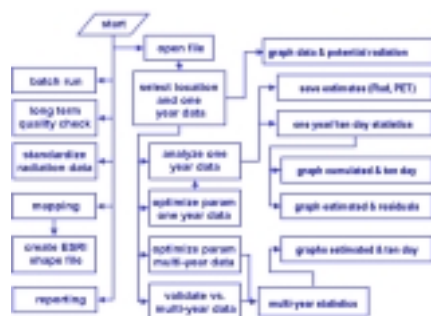 start
open file
graph data & potential radiation
batch run
select location
and one
year data
save estimates (Rad, PET)
long term
quality check
one year ten day statistics
standardize
radiation data
analyze one
year data
graph cumulated & ten day
mapping
optimize param
one year data
graph estimated & residuals
create ESRI
shape file
optimize param
multi-year data
graphs estimated & ten day
reporting
validate vs.
multi-year data
multi-year statistics